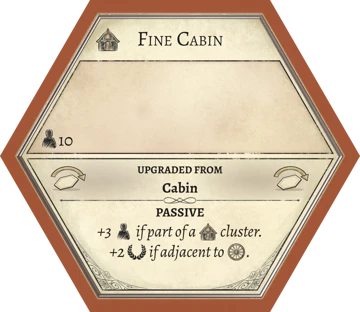 Fine Cabin
10
UPGRADED FROM
Cabin
PASSIVE
+3 if part of a cluster.
+2 if adjacent to .